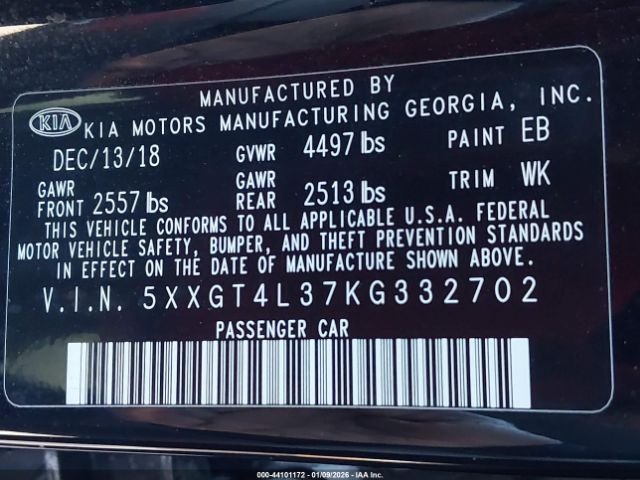 MANUFACTURED BY
KIA KIA MOTORS MANUFACTURING GEORGIA, INC.
DEC/13/18 GVWR 4497 lbs PAINT EB
GAWR FRONT 2557 lbs GAWR REAR 2513 lbs TRIM WK
THIS VEHICLE CONFORMS TO ALL APPLICABLE U.S.A. FEDERAL
MOTOR VEHICLE SAFETY, BUMPER, AND THEFT PREVENTION STANDARDS
IN EFFECT ON THE DATE OF MANUFACTURE SHOWN ABOVE.
V.I.N. 5XXGT4L37KG332702
PASSENGER CAR
000-44101172 | 01/09/2026 - IAA Inc.